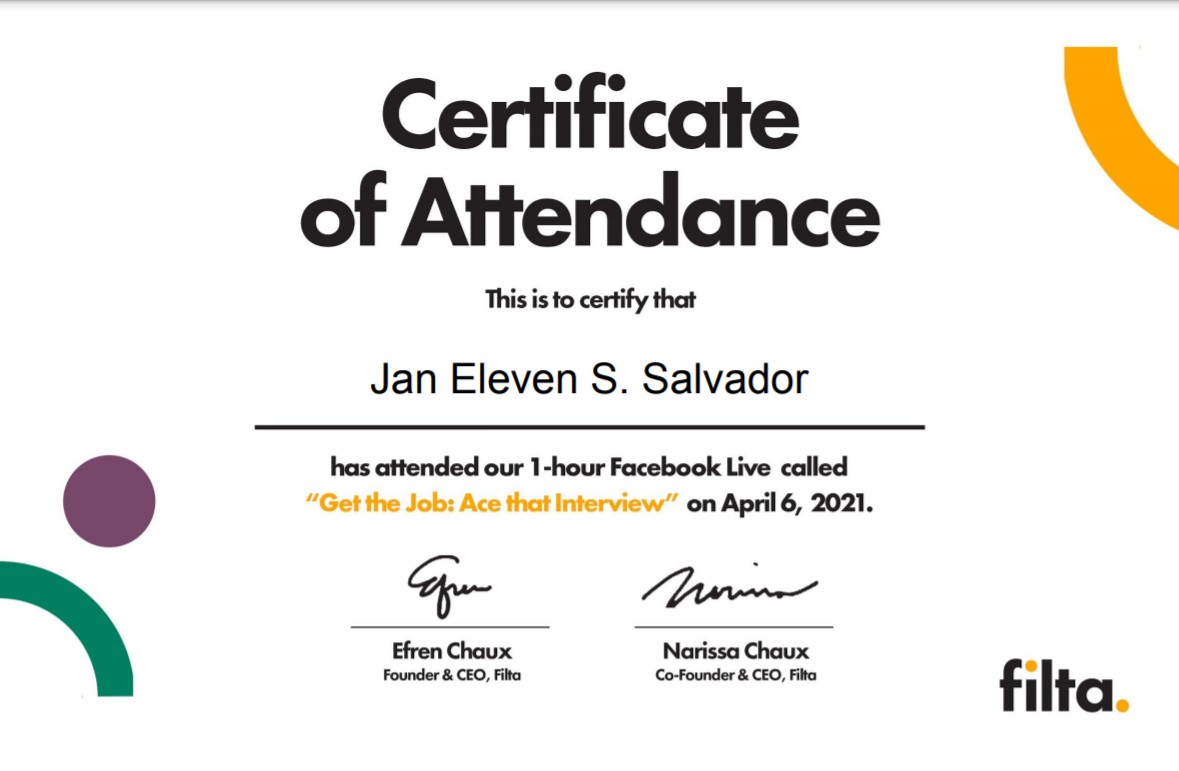 Certificate
of Attendance
This is to certify that
Jan Eleven S. Salvador
has attended our 1-hour Facebook Live called
“Get the Job: Ace that Interview” on April 6, 2021.
Efren
Narissa
Efren Chaux
Founder & CEO, Filta
Narissa Chaux
Co-Founder & CEO, Filta
filta.